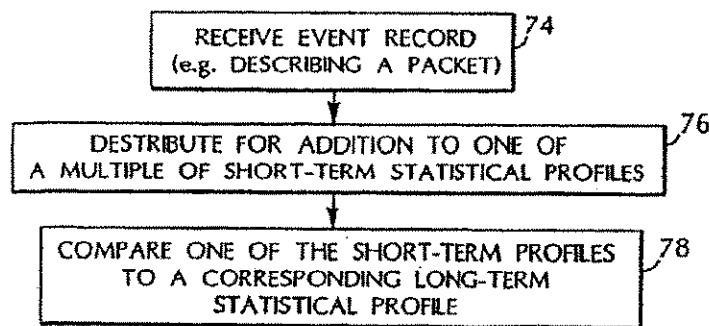 RECEIVE EVENT RECORD
(e.g. DESCRIBING A PACKET)
74
DESTRIBUTE FOR ADDITION TO ONE OF
A MULTIPLE OF SHORT-TERM STATISTICAL PROFILES
76
COMPARE ONE OF THE SHORT-TERM PROFILES
TO A CORRESPONDING LONG-TERM
STATISTICAL PROFILE
78